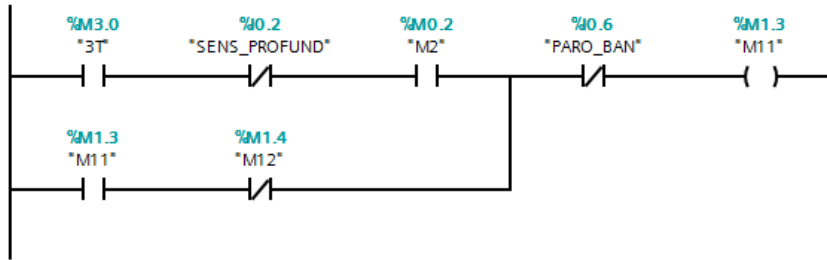 %M3.0 %I0.2 %M0.2 %I0.6 %M1.3
"3T" "SENS_PROFUND" "M2" "PARO_BAN" "M11"
%M1.3 %M1.4
"M11" "M12"